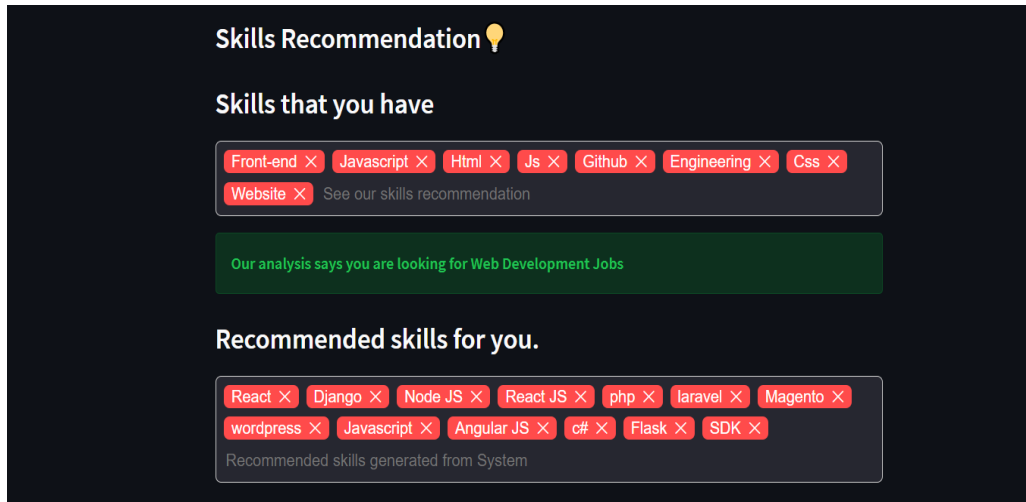 Skills Recommendation💡
Skills that you have
Front-end × Javascript × Html × Js × Github × Engineering × Css ×
Website × See our skills recommendation
Our analysis says you are looking for Web Development Jobs
Recommended skills for you.
React × Django × Node JS × React JS × php × laravel × Magento ×
wordpress × Javascript × Angular JS × c# × Flask × SDK ×
Recommended skills generated from System